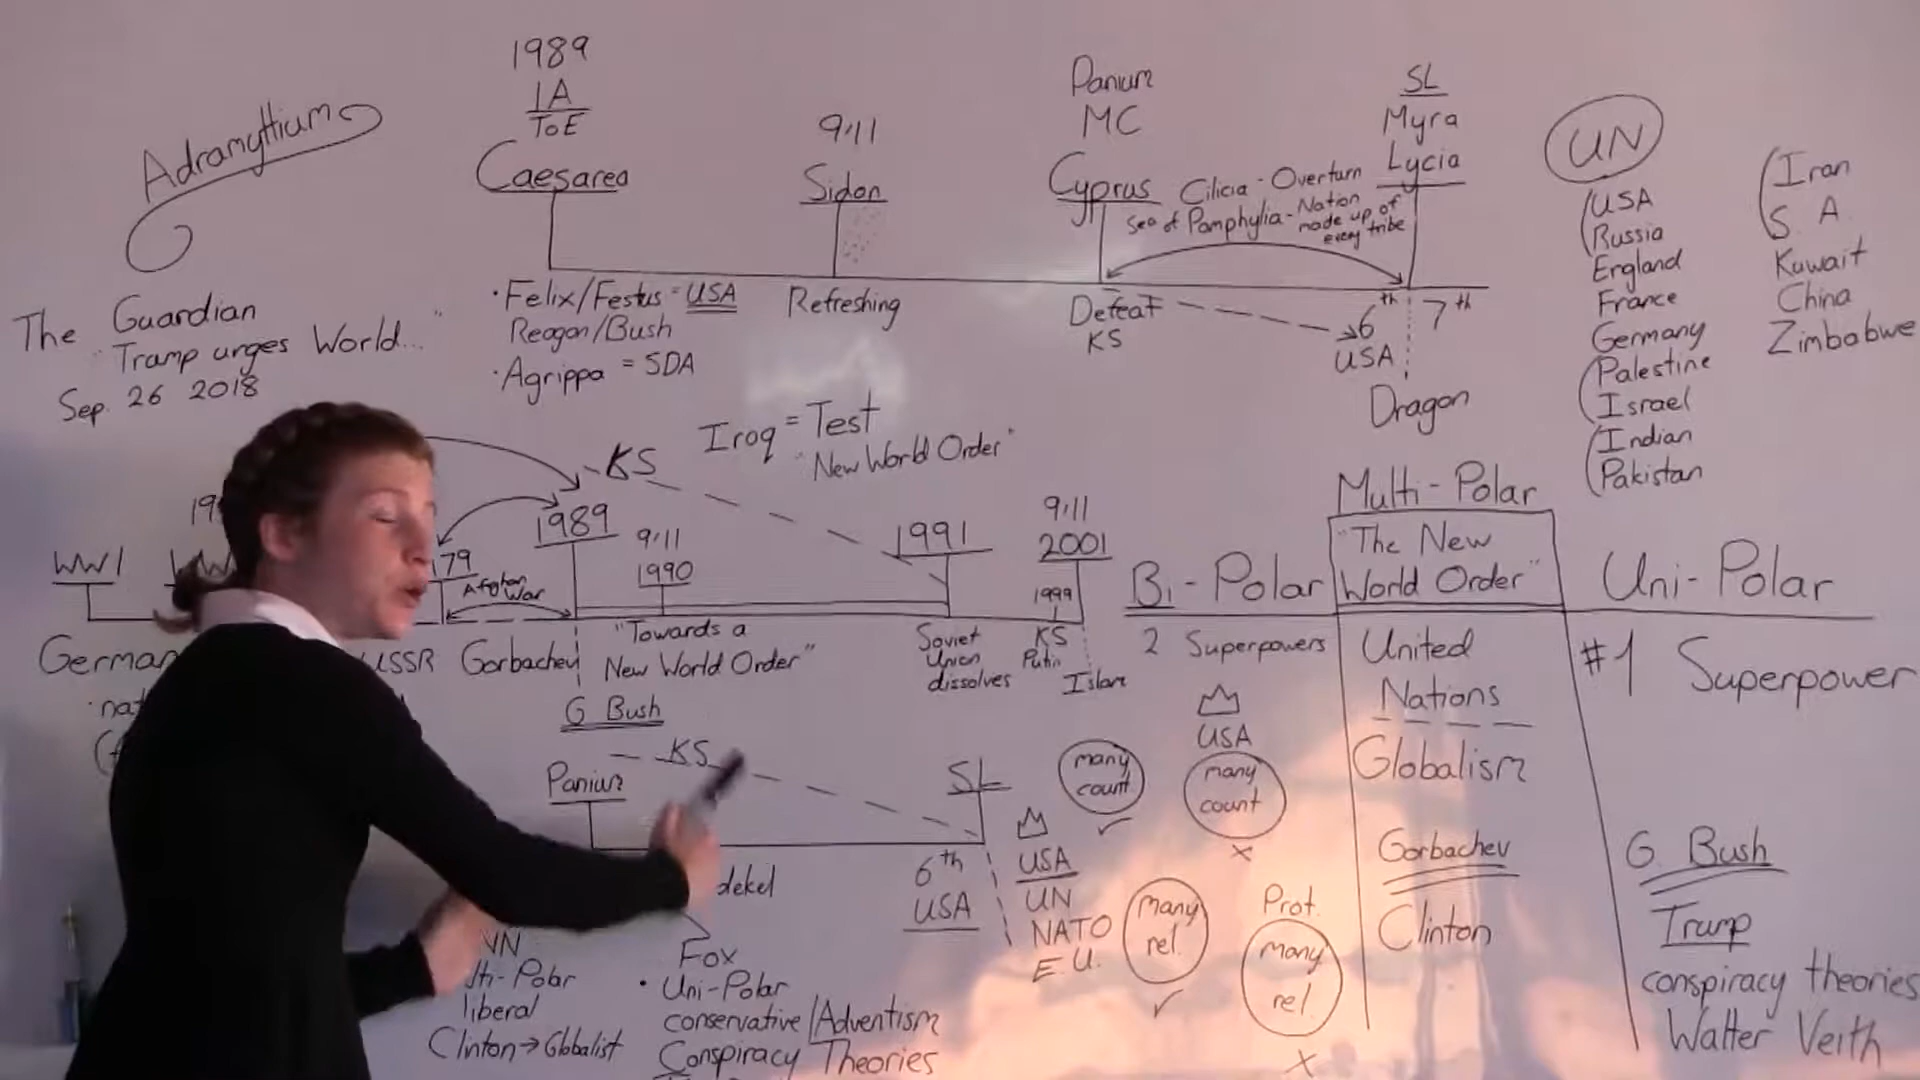 Adramyttium
The Guardian
"Tramp urges World..."
Sep. 26 2018
1989
1A
ToE
Caesarea
9/11
Sidon
Panium
MC
Cyprus
SL
Myra
Lycia
Cilicia - Overturn
Sea of Pamphylia - Nation
made up of
every tribe
· Felix/Festus = USA
Reagan/Bush
· Agrippa = SDA
Refreshing
Defeat
KS
6th
USA
7th
Dragon
UN
USA
Russia
England
France
Germany
Palestine
Israel
Indian
Pakistan
Iran
S. A.
Kuwait
China
Zimbabwe
KS
Iraq = Test
"New World Order"
WW1
WW
19
79
Afghan
War
1989
9/11
1990
1991
9/11
2001
1999
KS
Putin
Islam
German
USSR
Gorbachev
"Towards a
New World Order"
Soviet
Union
dissolves
G Bush
nat
KS
Panium
SL
6th
USA
USA
UN
NATO
E.U.
many
count.
many
rel.
USA
many
count
x
Prot.
many
rel.
x
dekel
NN
lti-Polar
liberal
Clinton → Globalist
Fox
· Uni-Polar
conservative/Adventism
Conspiracy Theories
Bi-Polar
2 Superpowers
Multi-Polar
"The New
World Order"
United
Nations
Globalism
Gorbachev
Clinton
Uni-Polar
#1 Superpower
G. Bush
Trump
conspiracy theories
Walter Veith